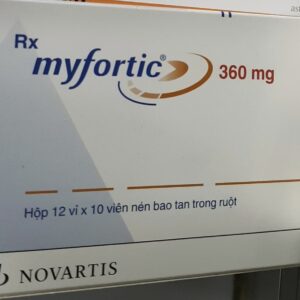 Rx
myfortic® 360 mg
Hộp 12 vỉ x 10 viên nén bao tan trong ruột
NOVARTIS